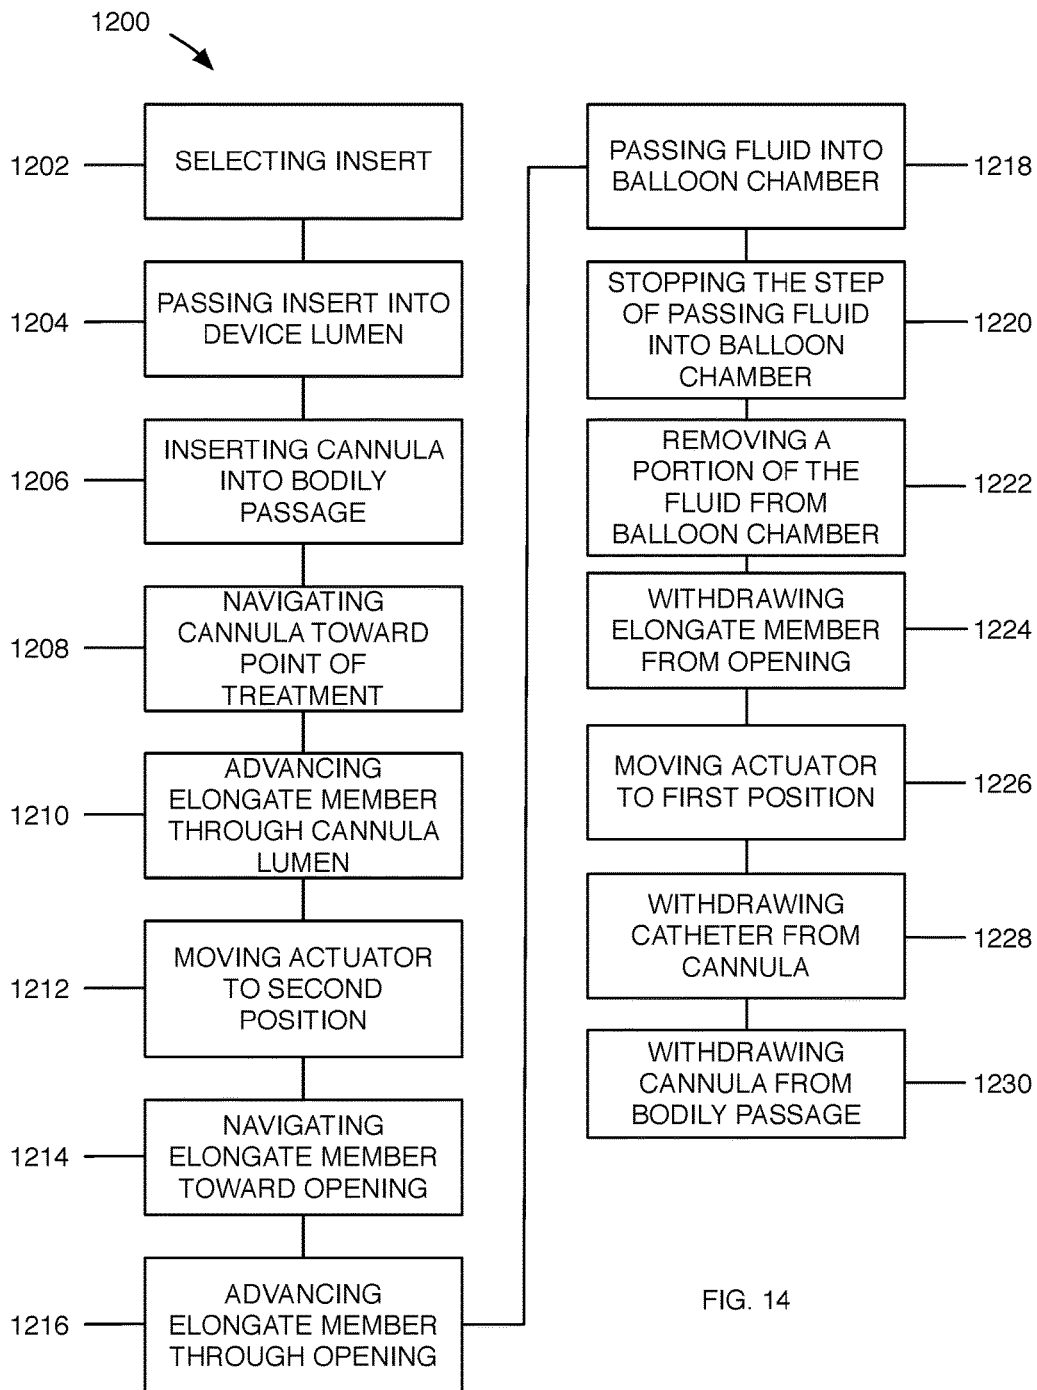 1200
1202
SELECTING INSERT
1204
PASSING INSERT INTO
DEVICE LUMEN
1206
INSERTING CANNULA
INTO BODILY
PASSAGE
1208
NAVIGATING
CANNULA TOWARD
POINT OF
TREATMENT
1210
ADVANCING
ELONGATE MEMBER
THROUGH CANNULA
LUMEN
1212
MOVING ACTUATOR
TO SECOND
POSITION
1214
NAVIGATING
ELONGATE MEMBER
TOWARD OPENING
1216
ADVANCING
ELONGATE MEMBER
THROUGH OPENING
PASSING FLUID INTO
BALLOON CHAMBER
1218
STOPPING THE STEP
OF PASSING FLUID
INTO BALLOON
CHAMBER
1220
REMOVING A
PORTION OF THE
FLUID FROM
BALLOON CHAMBER
1222
WITHDRAWING
ELONGATE MEMBER
FROM OPENING
1224
MOVING ACTUATOR
TO FIRST POSITION
1226
WITHDRAWING
CATHETER FROM
CANNULA
1228
WITHDRAWING
CANNULA FROM
BODILY PASSAGE
1230
FIG. 14